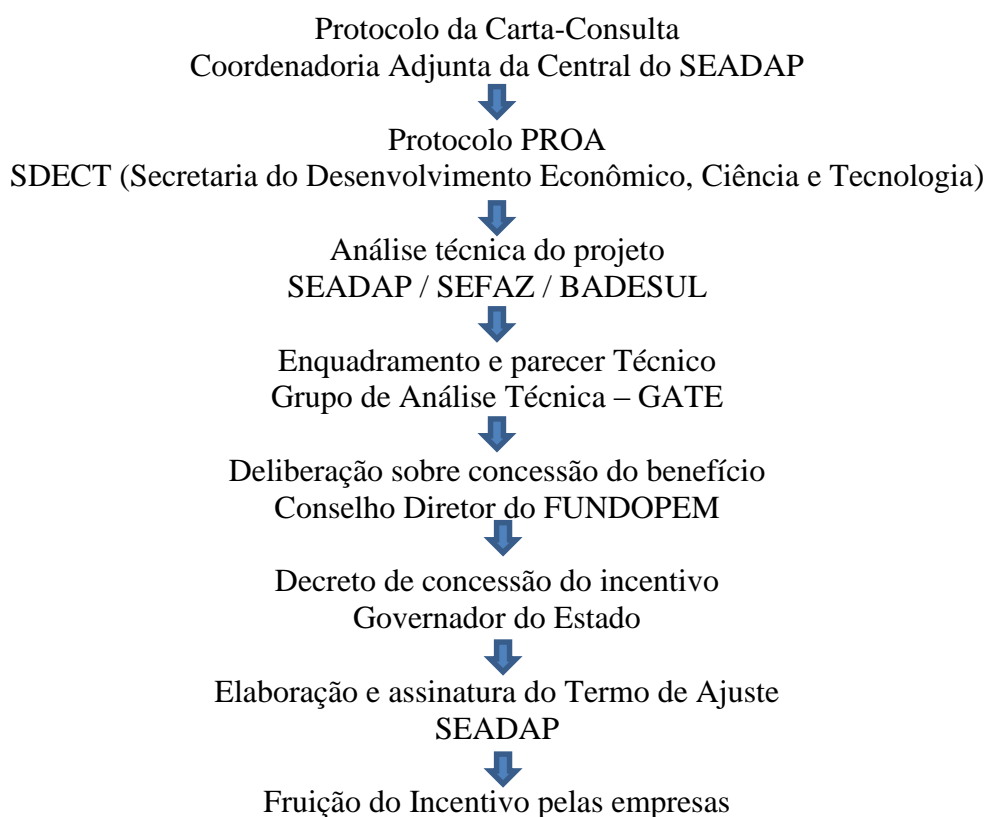 Protocolo da Carta-Consulta
Coordenadoria Adjunta da Central do SEADAP
Protocolo PROA
SDECT (Secretaria do Desenvolvimento Econômico, Ciência e Tecnologia)
Análise técnica do projeto
SEADAP / SEFAZ / BADESUL
Enquadramento e parecer Técnico
Grupo de Análise Técnica – GATE
Deliberação sobre concessão do benefício
Conselho Diretor do FUNDOPEM
Decreto de concessão do incentivo
Governador do Estado
Elaboração e assinatura do Termo de Ajuste
SEADAP
Fruição do Incentivo pelas empresas